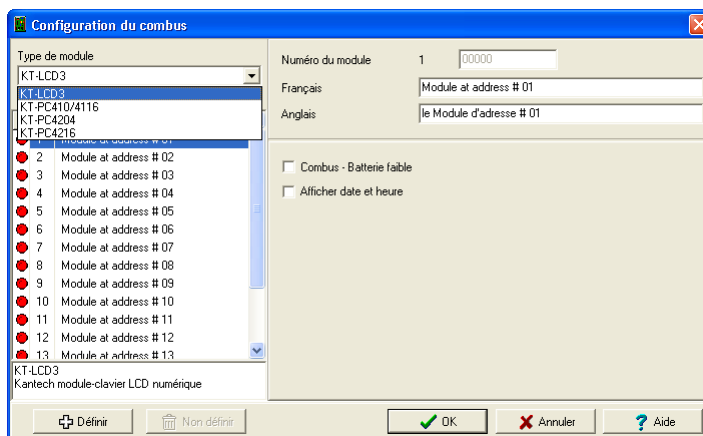 Configuration du combus
Type de module
KT-LCD3
KT-LCD3
KT-PC410/4116
KT-PC4204
KT-PC4216
1 Module at address # 01
2 Module at address # 02
3 Module at address # 03
4 Module at address # 04
5 Module at address # 05
6 Module at address # 06
7 Module at address # 07
8 Module at address # 08
9 Module at address # 09
10 Module at address # 10
11 Module at address # 11
12 Module at address # 12
13 Module at address # 13
KT-LCD3
Kantech module-clavier LCD numérique
Numéro du module 1 00000
Français Module at address # 01
Anglais le Module d'adresse # 01
Combus - Batterie faible
Afficher date et heure
Définir
Non définir
OK
Annuler
? Aide